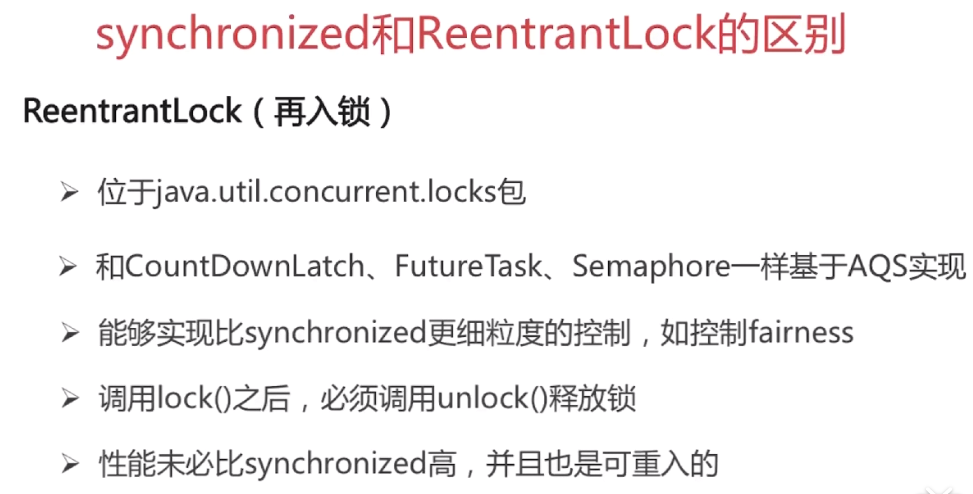 synchronized和ReentrantLock的区别
ReentrantLock（再入锁）
➢ 位于java.util.concurrent.locks包
➢ 和CountDownLatch、FutureTask、Semaphore一样基于AQS实现
➢ 能够实现比synchronized更细粒度的控制，如控制fairness
➢ 调用lock()之后，必须调用unlock()释放锁
➢ 性能未必比synchronized高，并且也是可重入的